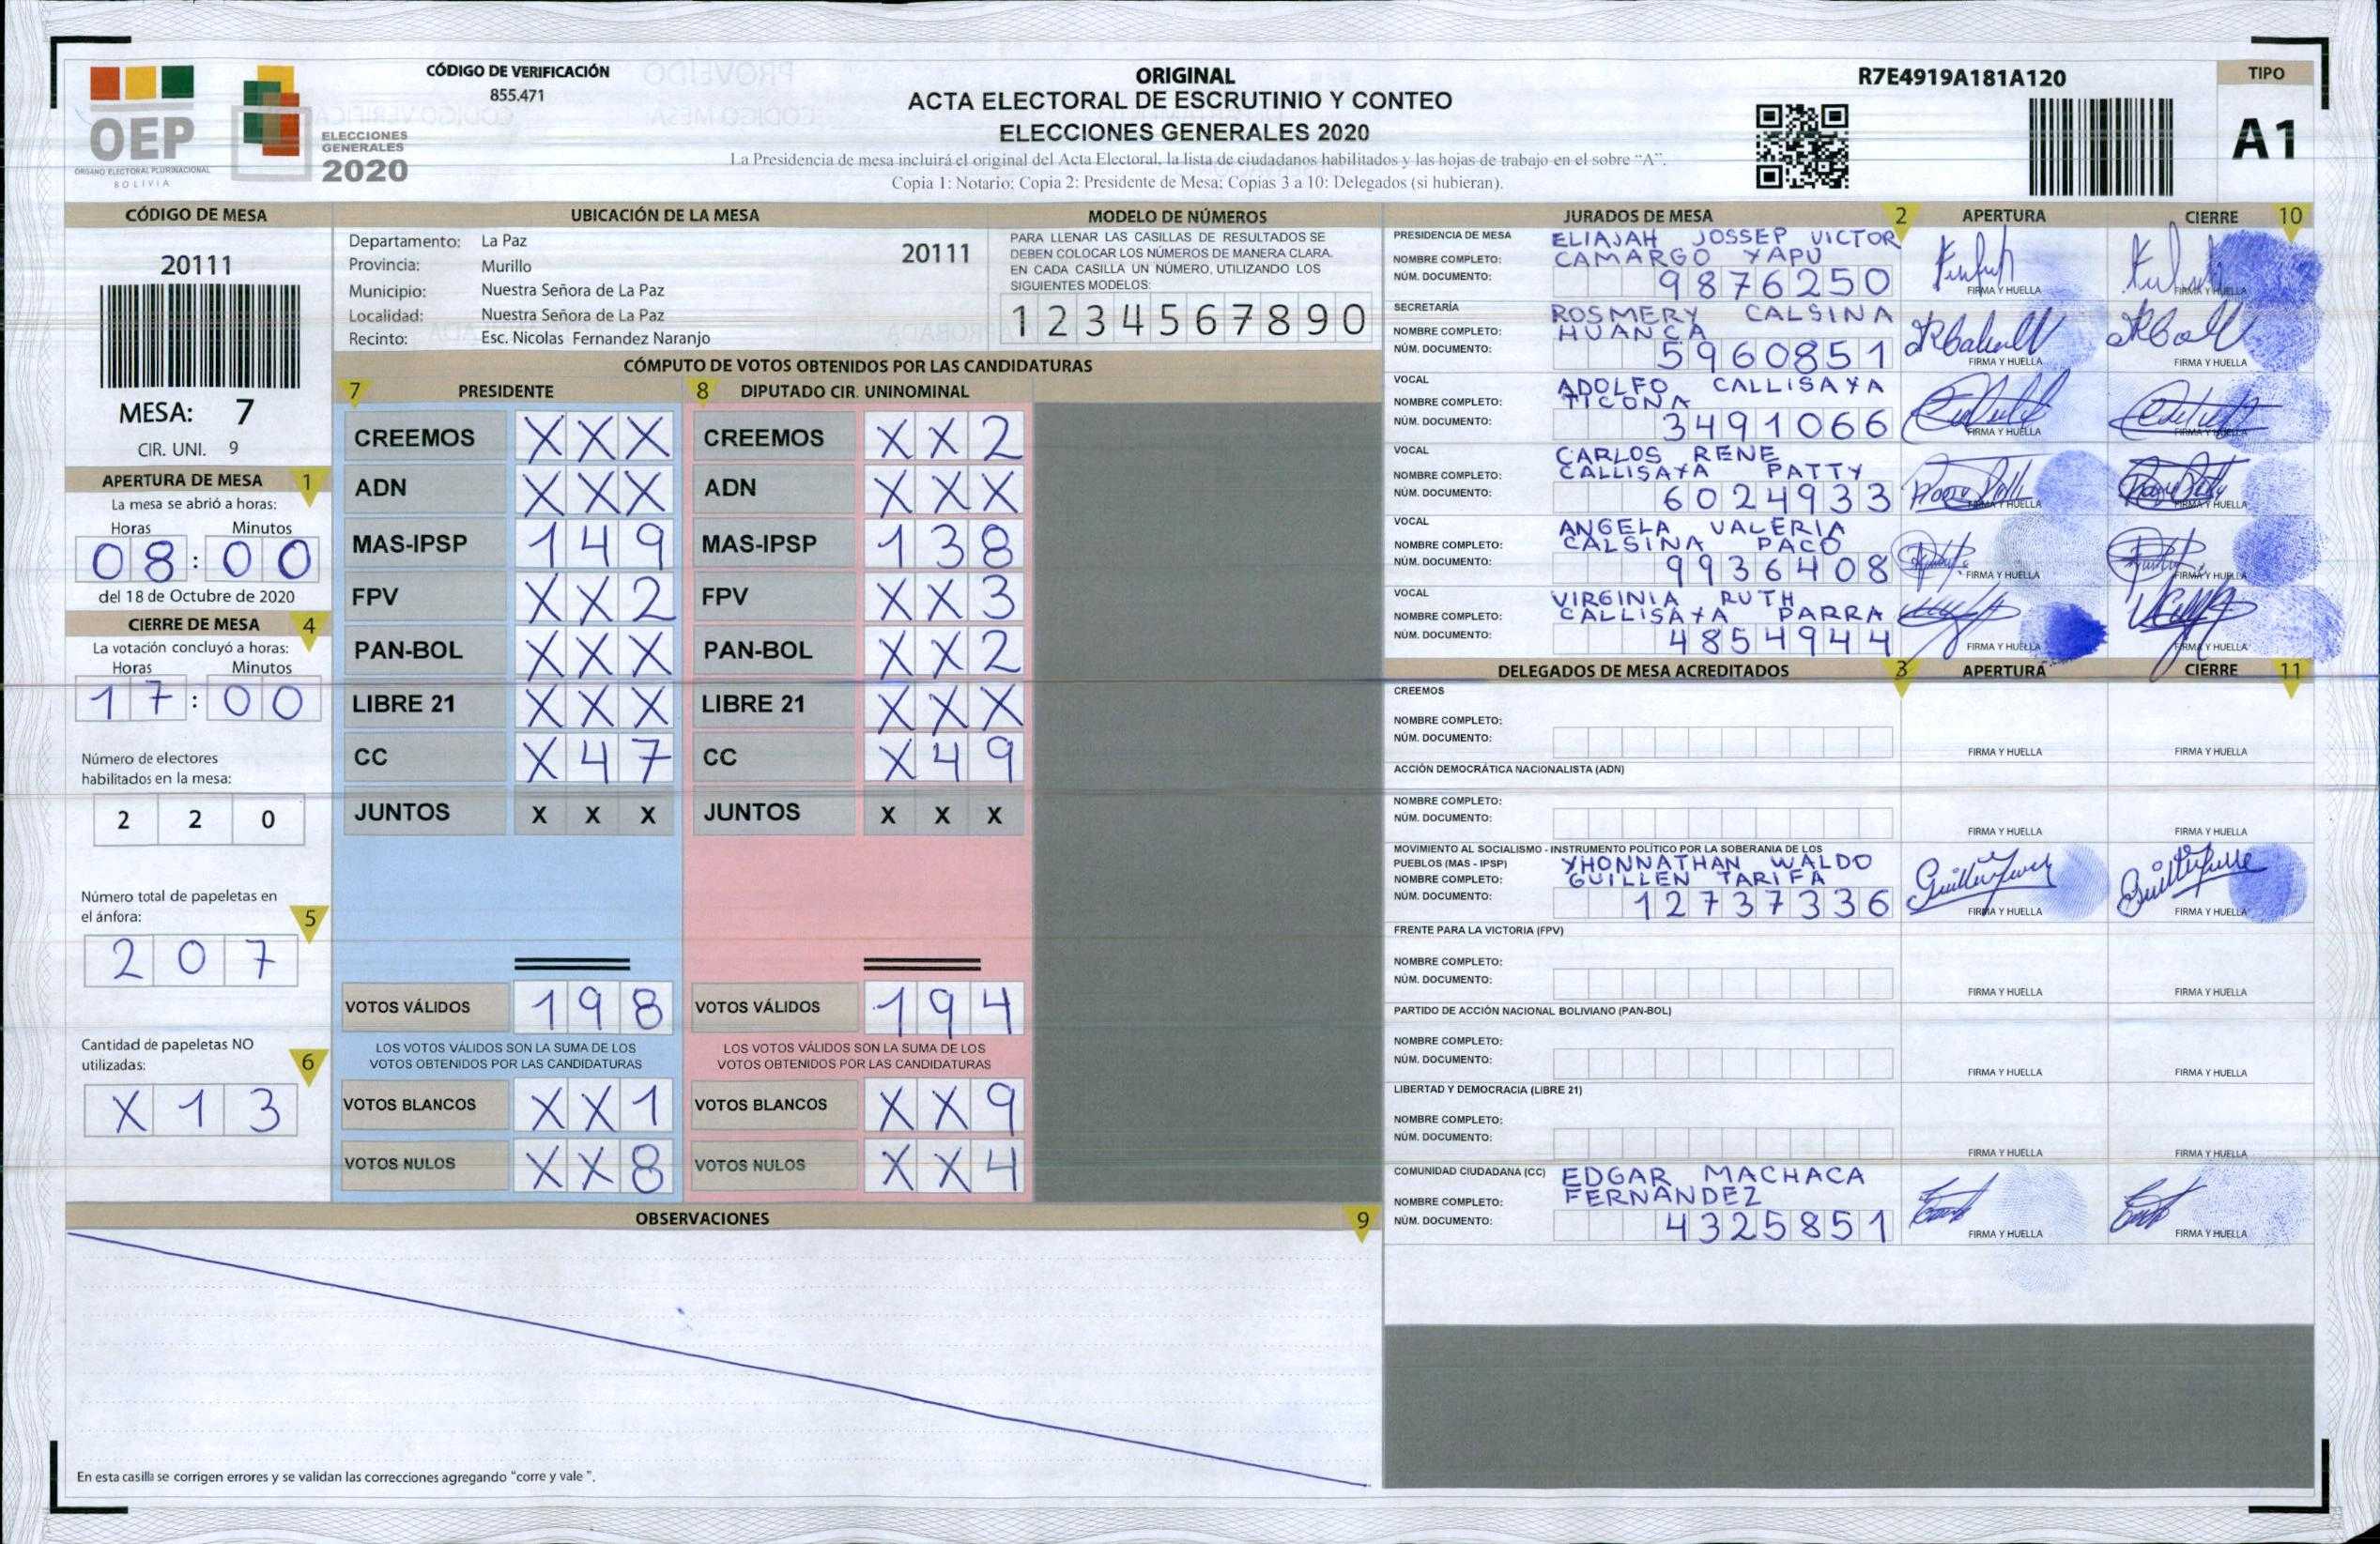 OEP
ÓRGANO ELECTORAL PLURINACIONAL
BOLIVIA
ELECCIONES
GENERALES
2020
CÓDIGO DE VERIFICACIÓN
855.471
ORIGINAL
ACTA ELECTORAL DE ESCRUTINIO Y CONTEO
ELECCIONES GENERALES 2020
La Presidencia de mesa incluirá el original del Acta Electoral, la lista de ciudadanos habilitados y las hojas de trabajo en el sobre “A”.
Copia 1: Notario; Copia 2: Presidente de Mesa; Copias 3 a 10: Delegados (si hubieran).
R7E4919A181A120
TIPO
A1
CÓDIGO DE MESA
20111
MESA: 7
CIR. UNI. 9
APERTURA DE MESA 1
La mesa se abrió a horas:
Horas Minutos
08:00
del 18 de Octubre de 2020
CIERRE DE MESA 4
La votación concluyó a horas:
Horas Minutos
17:00
Número de electores
habilitados en la mesa:
2 2 0
Número total de papeletas en
el ánfora: 5
2 0 7
Cantidad de papeletas NO
utilizadas: 6
X 1 3
UBICACIÓN DE LA MESA
Departamento: La Paz 20111
Provincia: Murillo
Municipio: Nuestra Señora de La Paz
Localidad: Nuestra Señora de La Paz
Recinto: Esc. Nicolas Fernandez Naranjo
MODELO DE NÚMEROS
PARA LLENAR LAS CASILLAS DE RESULTADOS SE
DEBEN COLOCAR LOS NÚMEROS DE MANERA CLARA.
EN CADA CASILLA UN NÚMERO, UTILIZANDO LOS
SIGUIENTES MODELOS:
1 2 3 4 5 6 7 8 9 0
CÓMPUTO DE VOTOS OBTENIDOS POR LAS CANDIDATURAS
7 PRESIDENTE 8 DIPUTADO CIR. UNINOMINAL
CREEMOS X X X CREEMOS X X 2
ADN X X X ADN X X X
MAS-IPSP 1 4 9 MAS-IPSP 1 3 8
FPV X X 2 FPV X X 3
PAN-BOL X X X PAN-BOL X X 2
LIBRE 21 X X X LIBRE 21 X X X
CC X 4 7 CC X 4 9
JUNTOS X X X JUNTOS X X X
VOTOS VÁLIDOS 1 9 8 VOTOS VÁLIDOS 1 9 4
LOS VOTOS VÁLIDOS SON LA SUMA DE LOS LOS VOTOS VÁLIDOS SON LA SUMA DE LOS
VOTOS OBTENIDOS POR LAS CANDIDATURAS VOTOS OBTENIDOS POR LAS CANDIDATURAS
VOTOS BLANCOS X X 1 VOTOS BLANCOS X X 9
VOTOS NULOS X X 8 VOTOS NULOS X X 4
OBSERVACIONES 9
En esta casilla se corrigen errores y se validan las correcciones agregando “corre y vale ”.
JURADOS DE MESA 2 APERTURA CIERRE 10
PRESIDENCIA DE MESA ELIAJAH JOSSEP VICTOR
NOMBRE COMPLETO: CAMARGO YAPU
NÚM. DOCUMENTO: 9876250 FIRMA Y HUELLA FIRMA Y HUELLA
SECRETARÍA ROSMERY CALSINA
NOMBRE COMPLETO: HUANCA
NÚM. DOCUMENTO: 5960851 FIRMA Y HUELLA FIRMA Y HUELLA
VOCAL ADOLFO CALLISAYA
NOMBRE COMPLETO: TICONA
NÚM. DOCUMENTO: 3491066 FIRMA Y HUELLA FIRMA Y HUELLA
VOCAL CARLOS RENE
NOMBRE COMPLETO: CALLISAYA PATTY
NÚM. DOCUMENTO: 6024933 FIRMA Y HUELLA FIRMA Y HUELLA
VOCAL ANGELA VALERIA
NOMBRE COMPLETO: CALSINA PACO
NÚM. DOCUMENTO: 9936408 FIRMA Y HUELLA FIRMA Y HUELLA
VOCAL VIRGINIA RUTH
NOMBRE COMPLETO: CALLISAYA PARRA
NÚM. DOCUMENTO: 4854944 FIRMA Y HUELLA FIRMA Y HUELLA
DELEGADOS DE MESA ACREDITADOS 3 APERTURA CIERRE 11
CREEMOS
NOMBRE COMPLETO:
NÚM. DOCUMENTO: FIRMA Y HUELLA FIRMA Y HUELLA
ACCIÓN DEMOCRÁTICA NACIONALISTA (ADN)
NOMBRE COMPLETO:
NÚM. DOCUMENTO: FIRMA Y HUELLA FIRMA Y HUELLA
MOVIMIENTO AL SOCIALISMO - INSTRUMENTO POLÍTICO POR LA SOBERANIA DE LOS
PUEBLOS (MAS - IPSP) YHONNATHAN WALDO
NOMBRE COMPLETO: GUILLEN TARIFA
NÚM. DOCUMENTO: 12737336 FIRMA Y HUELLA FIRMA Y HUELLA
FRENTE PARA LA VICTORIA (FPV)
NOMBRE COMPLETO:
NÚM. DOCUMENTO: FIRMA Y HUELLA FIRMA Y HUELLA
PARTIDO DE ACCIÓN NACIONAL BOLIVIANO (PAN-BOL)
NOMBRE COMPLETO:
NÚM. DOCUMENTO: FIRMA Y HUELLA FIRMA Y HUELLA
LIBERTAD Y DEMOCRACIA (LIBRE 21)
NOMBRE COMPLETO:
NÚM. DOCUMENTO: FIRMA Y HUELLA FIRMA Y HUELLA
COMUNIDAD CIUDADANA (CC) EDGAR MACHACA
NOMBRE COMPLETO: FERNANDEZ
NÚM. DOCUMENTO: 4325851 FIRMA Y HUELLA FIRMA Y HUELLA